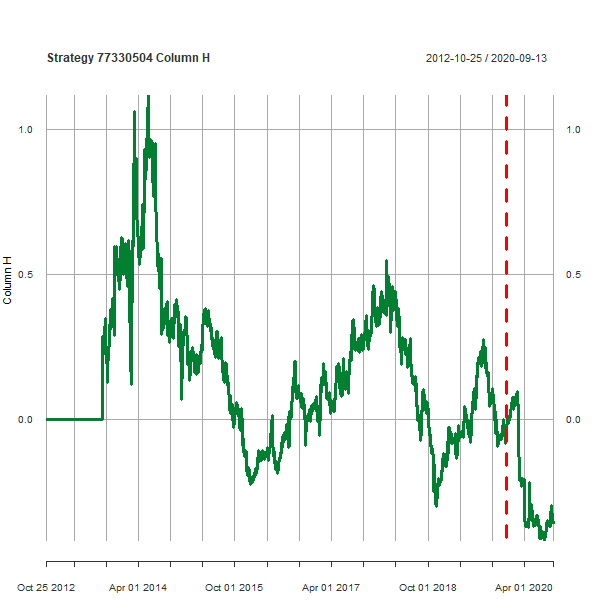 Strategy 77330504 Column H
2012-10-25 / 2020-09-13
1.0
1.0
0.5
0.5
Column H
0.0
0.0
Oct 25 2012
Apr 01 2014
Oct 01 2015
Apr 01 2017
Oct 01 2018
Apr 01 2020